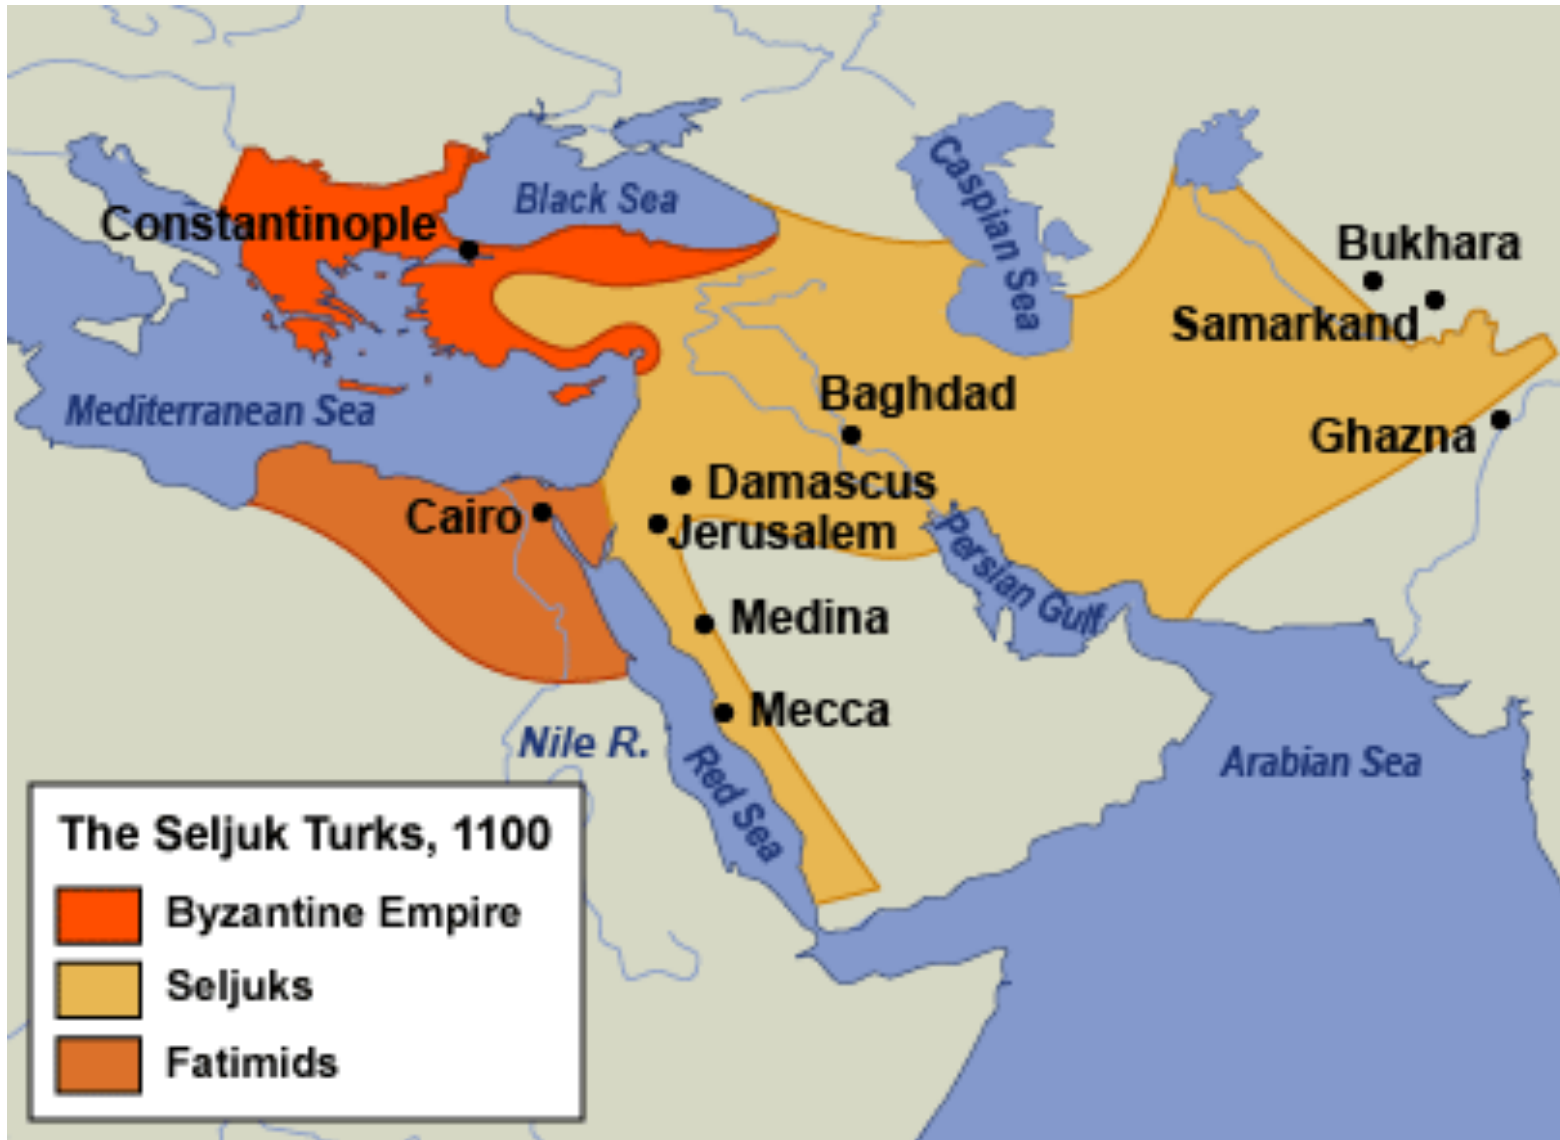 Black Sea
Caspian Sea
Constantinople
Bukhara
Samarkand
Mediterranean Sea
Baghdad
Ghazna
Damascus
Cairo
Jerusalem
Persian Gulf
Medina
Mecca
Nile R.
Red Sea
Arabian Sea
The Seljuk Turks, 1100
Byzantine Empire
Seljuks
Fatimids